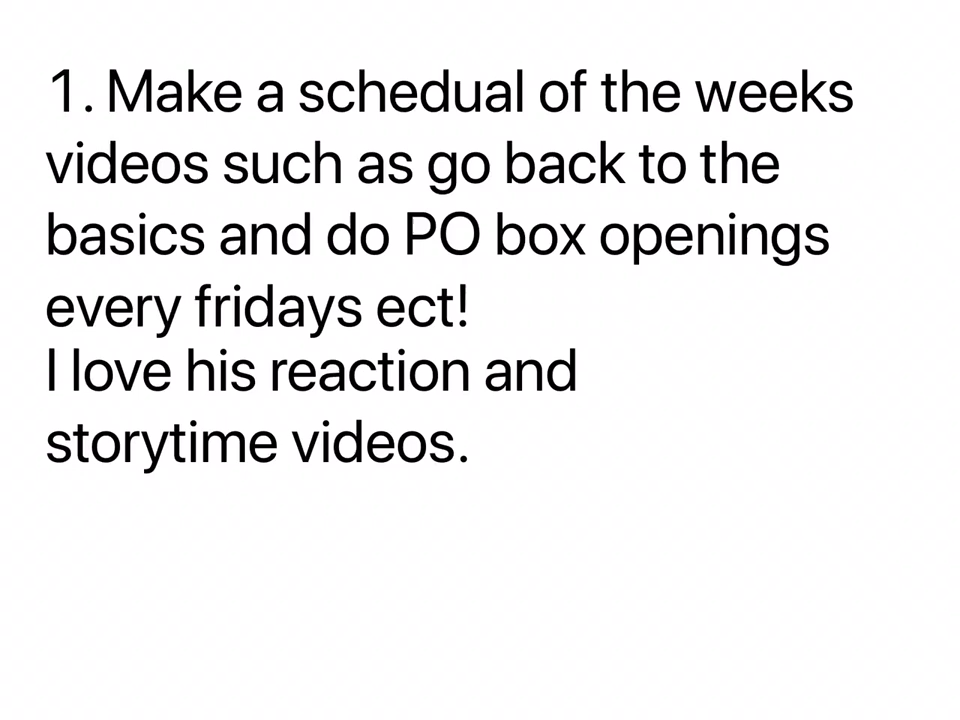 1. Make a schedual of the weeks
videos such as go back to the
basics and do PO box openings
every fridays ect!
I love his reaction and
storytime videos.